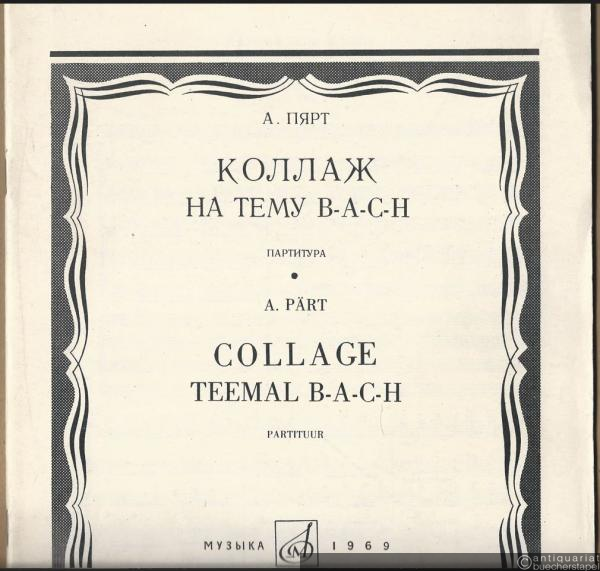 А. ПЯРТ
КОЛЛАЖ
НА ТЕМУ B-A-C-H
ПАРТИТУРА
A. PÄRT
COLLAGE
TEEMAL B-A-C-H
PARTITUUR
МУЗЫКА 1969
antiquariat
buecherstapel